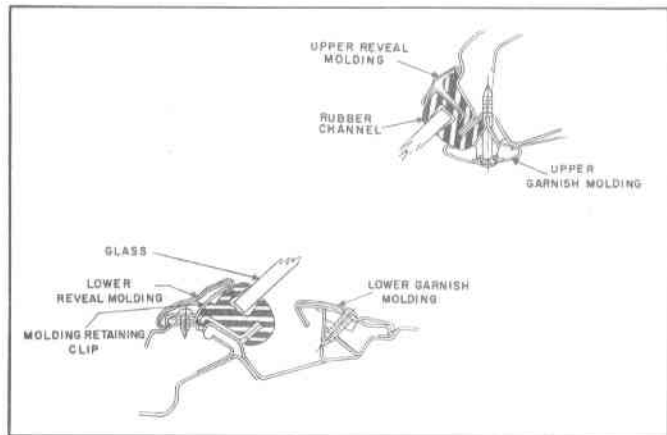 UPPER REVEAL
MOLDING
RUBBER
CHANNEL
UPPER
GARNISH MOLDING
GLASS
LOWER
REVEAL MOLDING
LOWER GARNISH
MOLDING
MOLDING RETAINING
CLIP